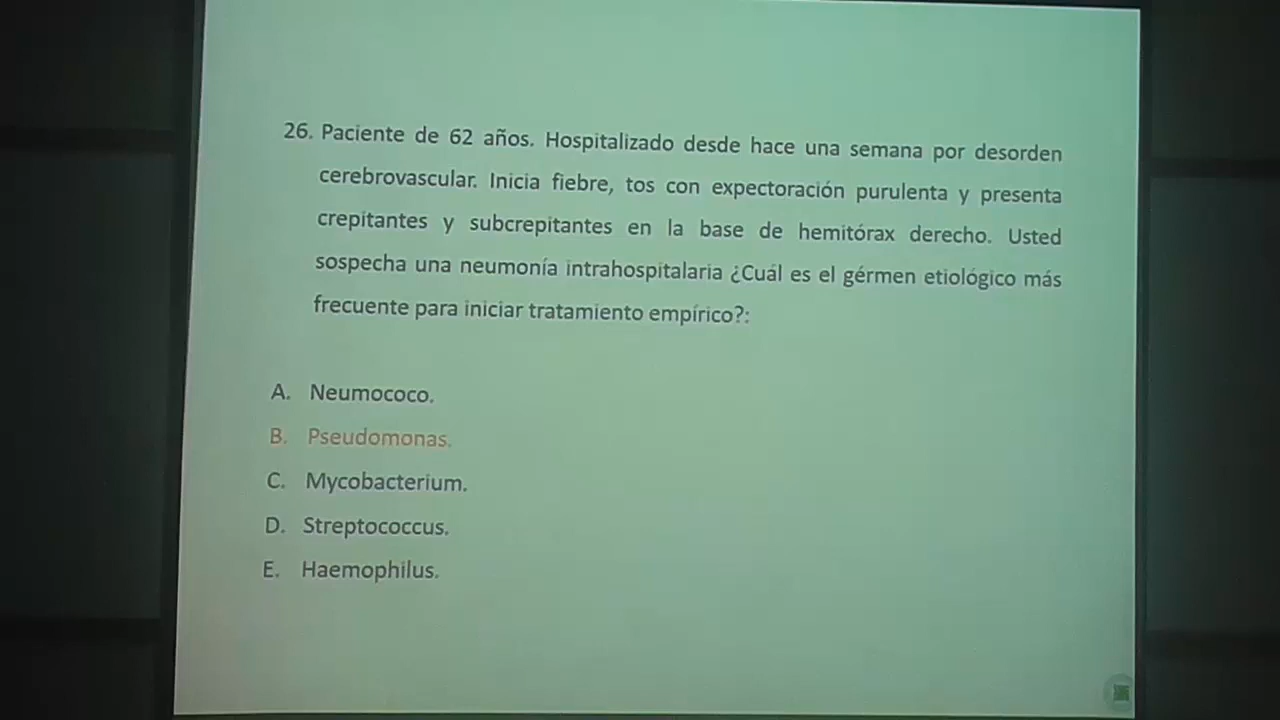 26. Paciente de 62 años. Hospitalizado desde hace una semana por desorden
cerebrovascular. Inicia fiebre, tos con expectoración purulenta y presenta
crepitantes y subcrepitantes en la base de hemitórax derecho. Usted
sospecha una neumonía intrahospitalaria ¿Cuál es el gérmen etiológico más
frecuente para iniciar tratamiento empírico?:
A. Neumococo.
B. Pseudomonas.
C. Mycobacterium.
D. Streptococcus.
E. Haemophilus.